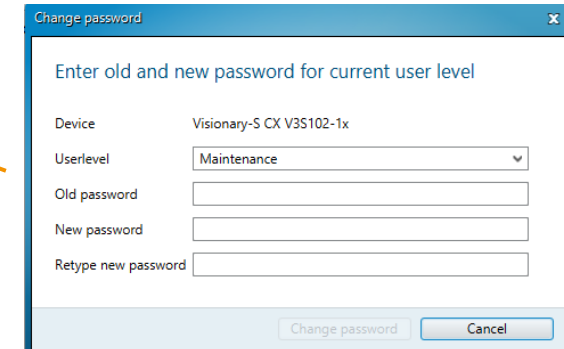 Change password
x
Enter old and new password for current user level
Device Visionary-S CX V3S102-1x
Userlevel Maintenance
Old password
New password
Retype new password
Change password Cancel